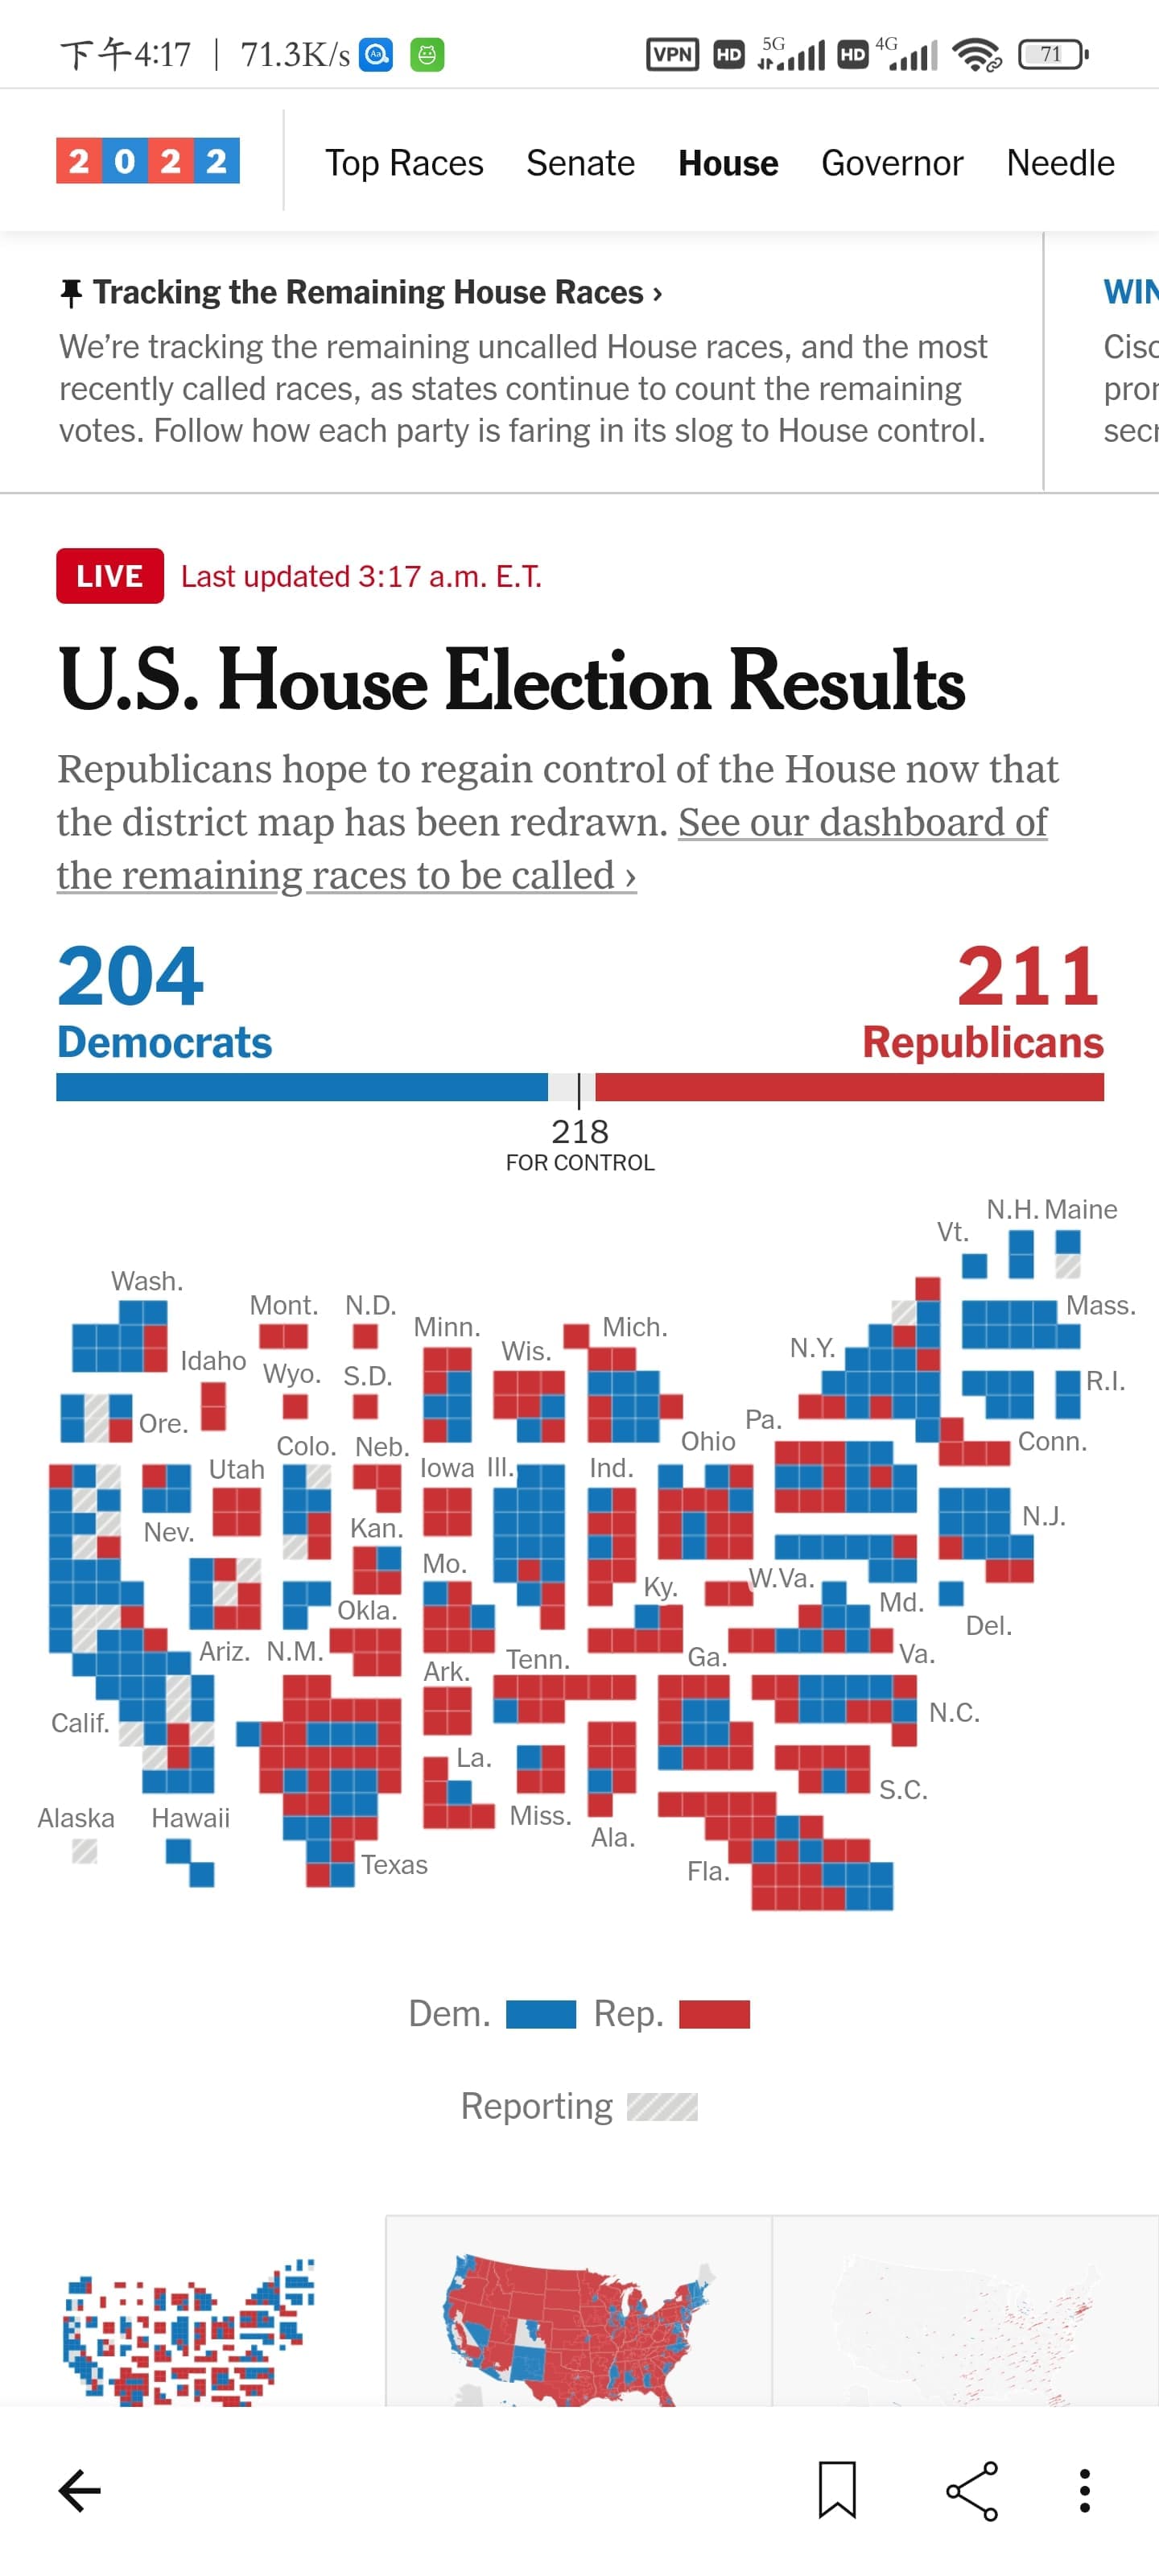 下午4:17 | 71.3K/s
VPN HD 5G HD 4G 71
2022 Top Races Senate House Governor Needle
Tracking the Remaining House Races ›
We’re tracking the remaining uncalled House races, and the most
recently called races, as states continue to count the remaining
votes. Follow how each party is faring in its slog to House control.
WIN
Cisc
pror
secr
LIVE Last updated 3:17 a.m. E.T.
U.S. House Election Results
Republicans hope to regain control of the House now that
the district map has been redrawn. See our dashboard of
the remaining races to be called ›
204 211
Democrats Republicans
218
FOR CONTROL
N.H. Maine
Vt.
Wash.
Mont. N.D. Mass.
Minn. Mich.
Wis. N.Y.
Idaho Wyo. S.D. R.I.
Ore. Pa.
Colo. Neb. Ohio Conn.
Utah Iowa Ill. Ind.
Nev. Kan. N.J.
Mo. W.Va.
Ky. Md.
Okla. Del.
Ariz. N.M. Tenn. Ga. Va.
Ark.
Calif. N.C.
La.
S.C.
Alaska Hawaii Miss.
Ala.
Texas Fla.
Dem. Rep.
Reporting